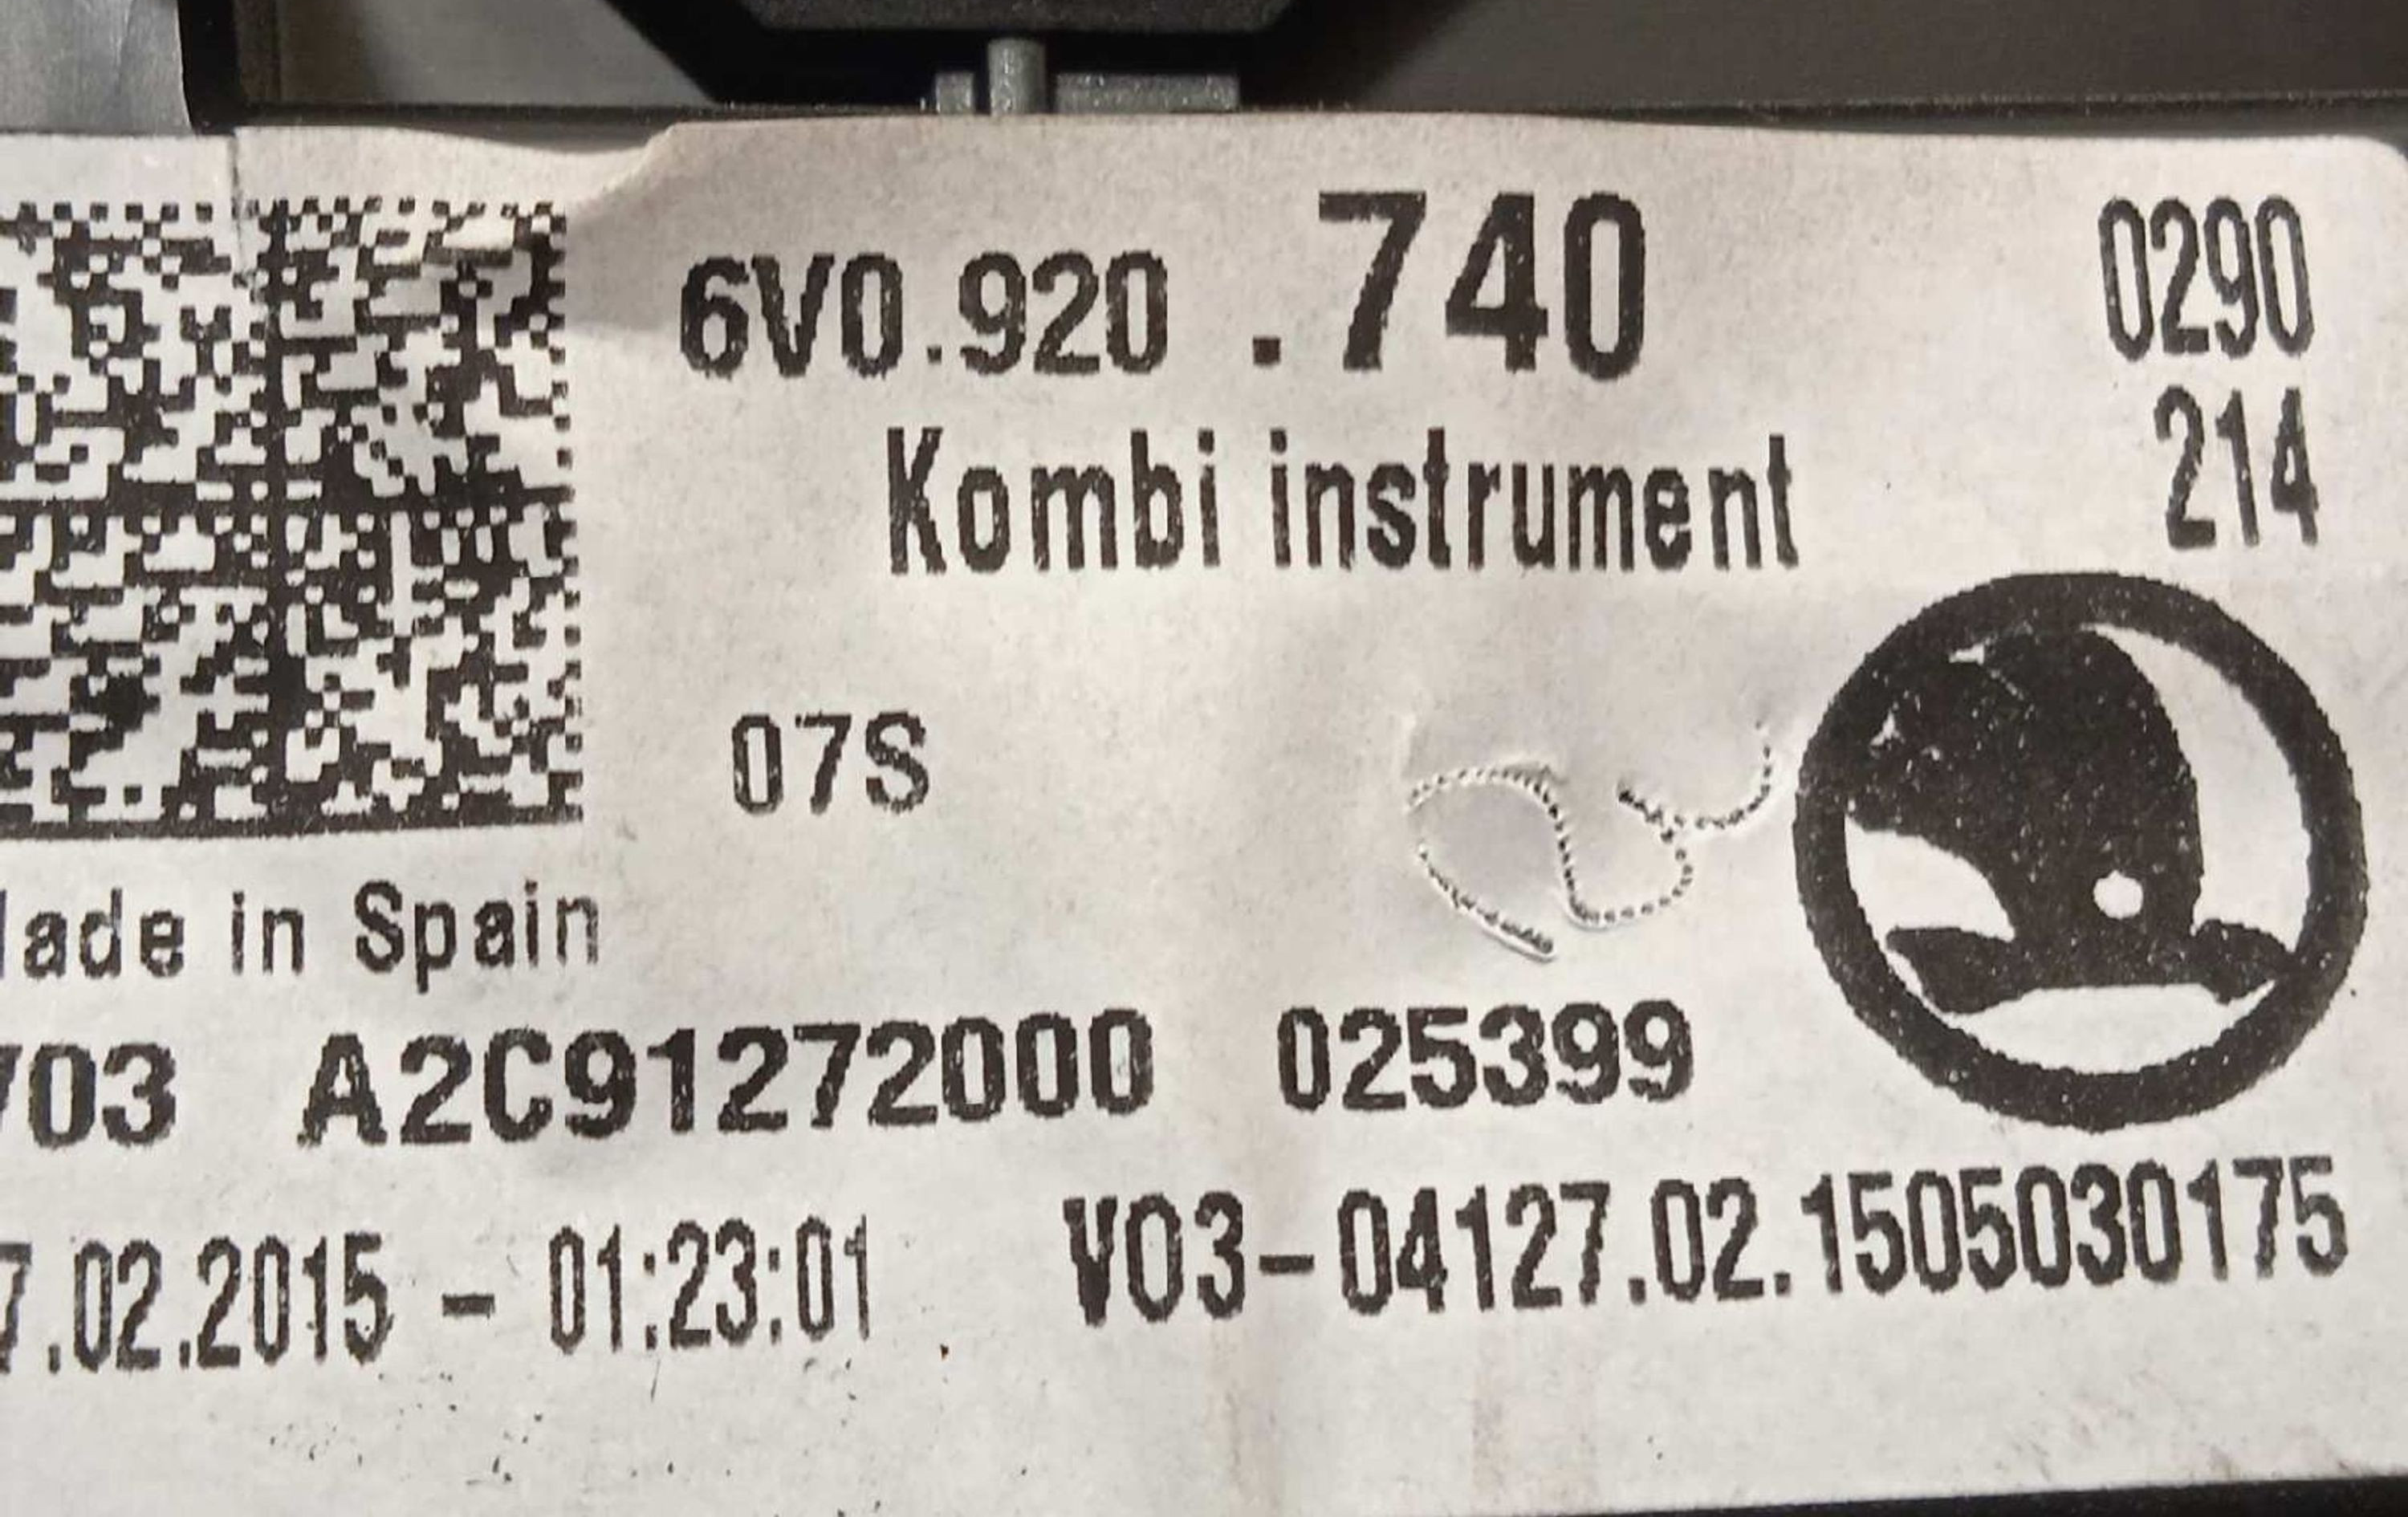 6V0.920 .740 0290
Kombi instrument 214
07S
ade in Spain
V03 A2C91272000 025399
7.02.2015 - 01:23:01 V03-04127.02.1505030175